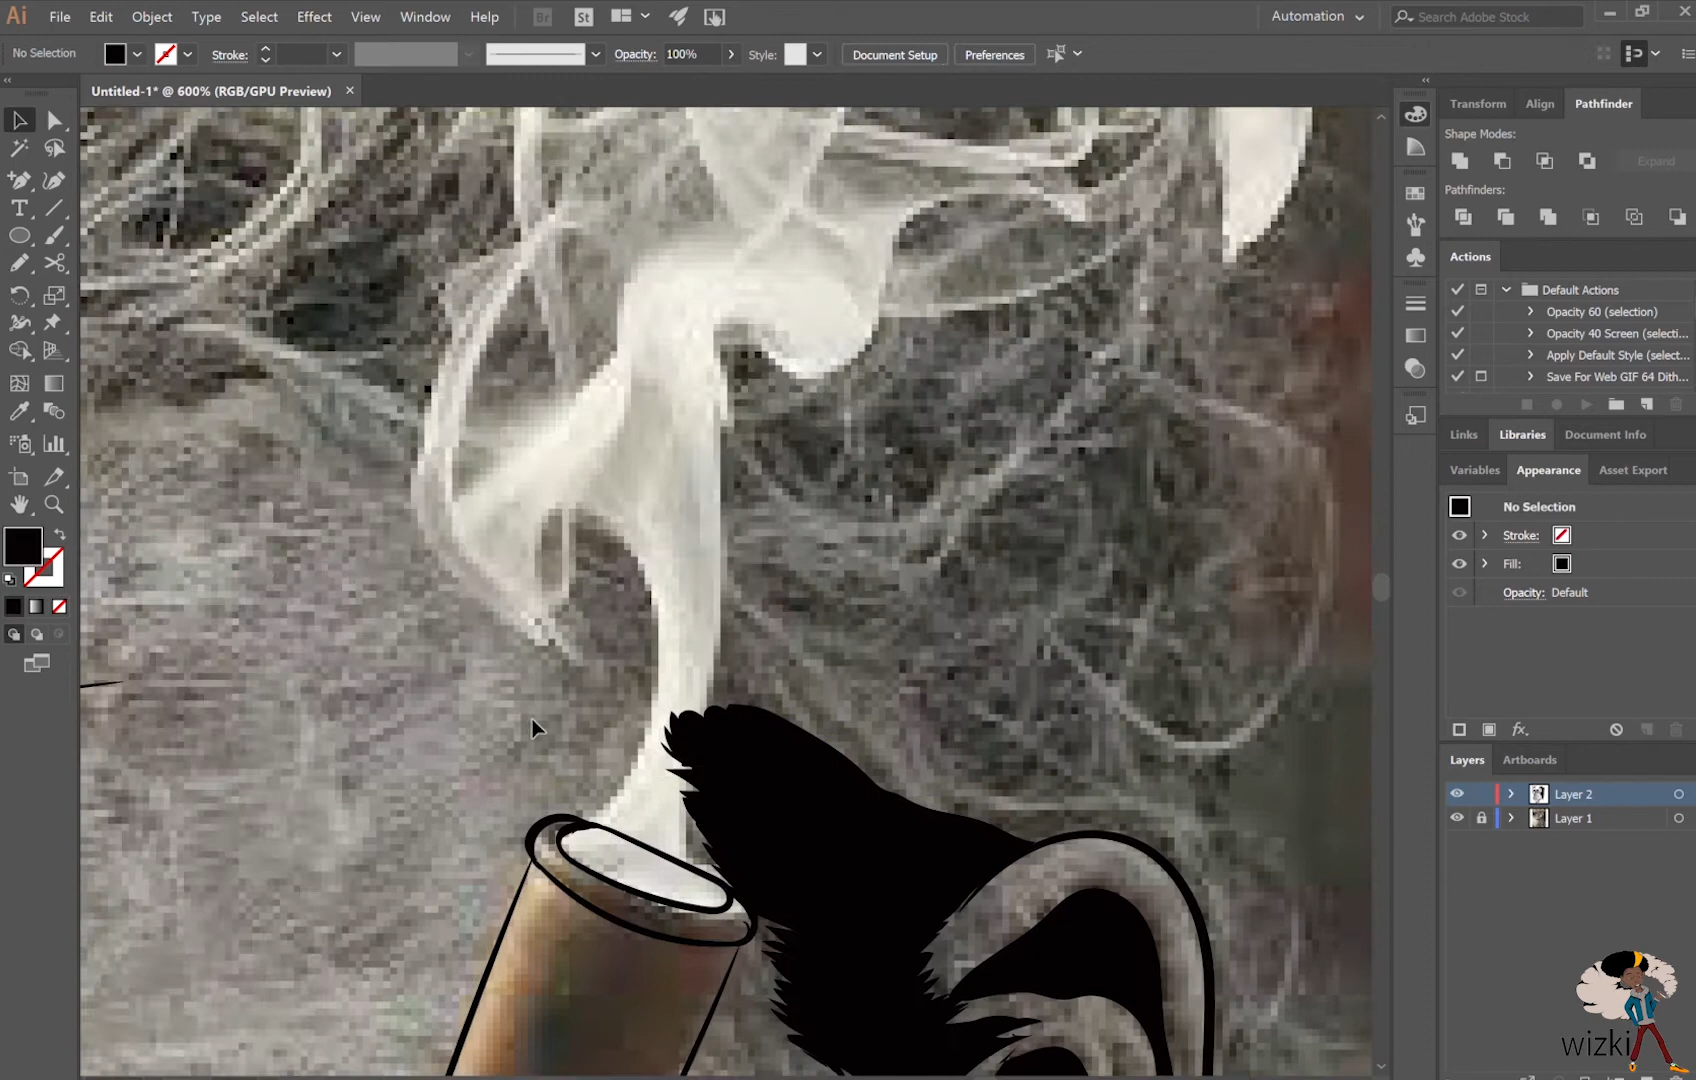 Ai File Edit Object Type Select Effect View Window Help Br St Automation Search Adobe Stock
No Selection Stroke: Opacity: 100% Style: Document Setup Preferences
Untitled-1* @ 600% (RGB/GPU Preview)
Transform Align Pathfinder
Shape Modes:
Expand
Pathfinders:
Actions
Default Actions
Opacity 60 (selection)
Opacity 40 Screen (selecti...
Apply Default Style (select...
Save For Web GIF 64 Dith...
Links Libraries Document Info
Variables Appearance Asset Export
No Selection
Stroke:
Fill:
Opacity: Default
fx
Layers Artboards
Layer 2
Layer 1
wizki